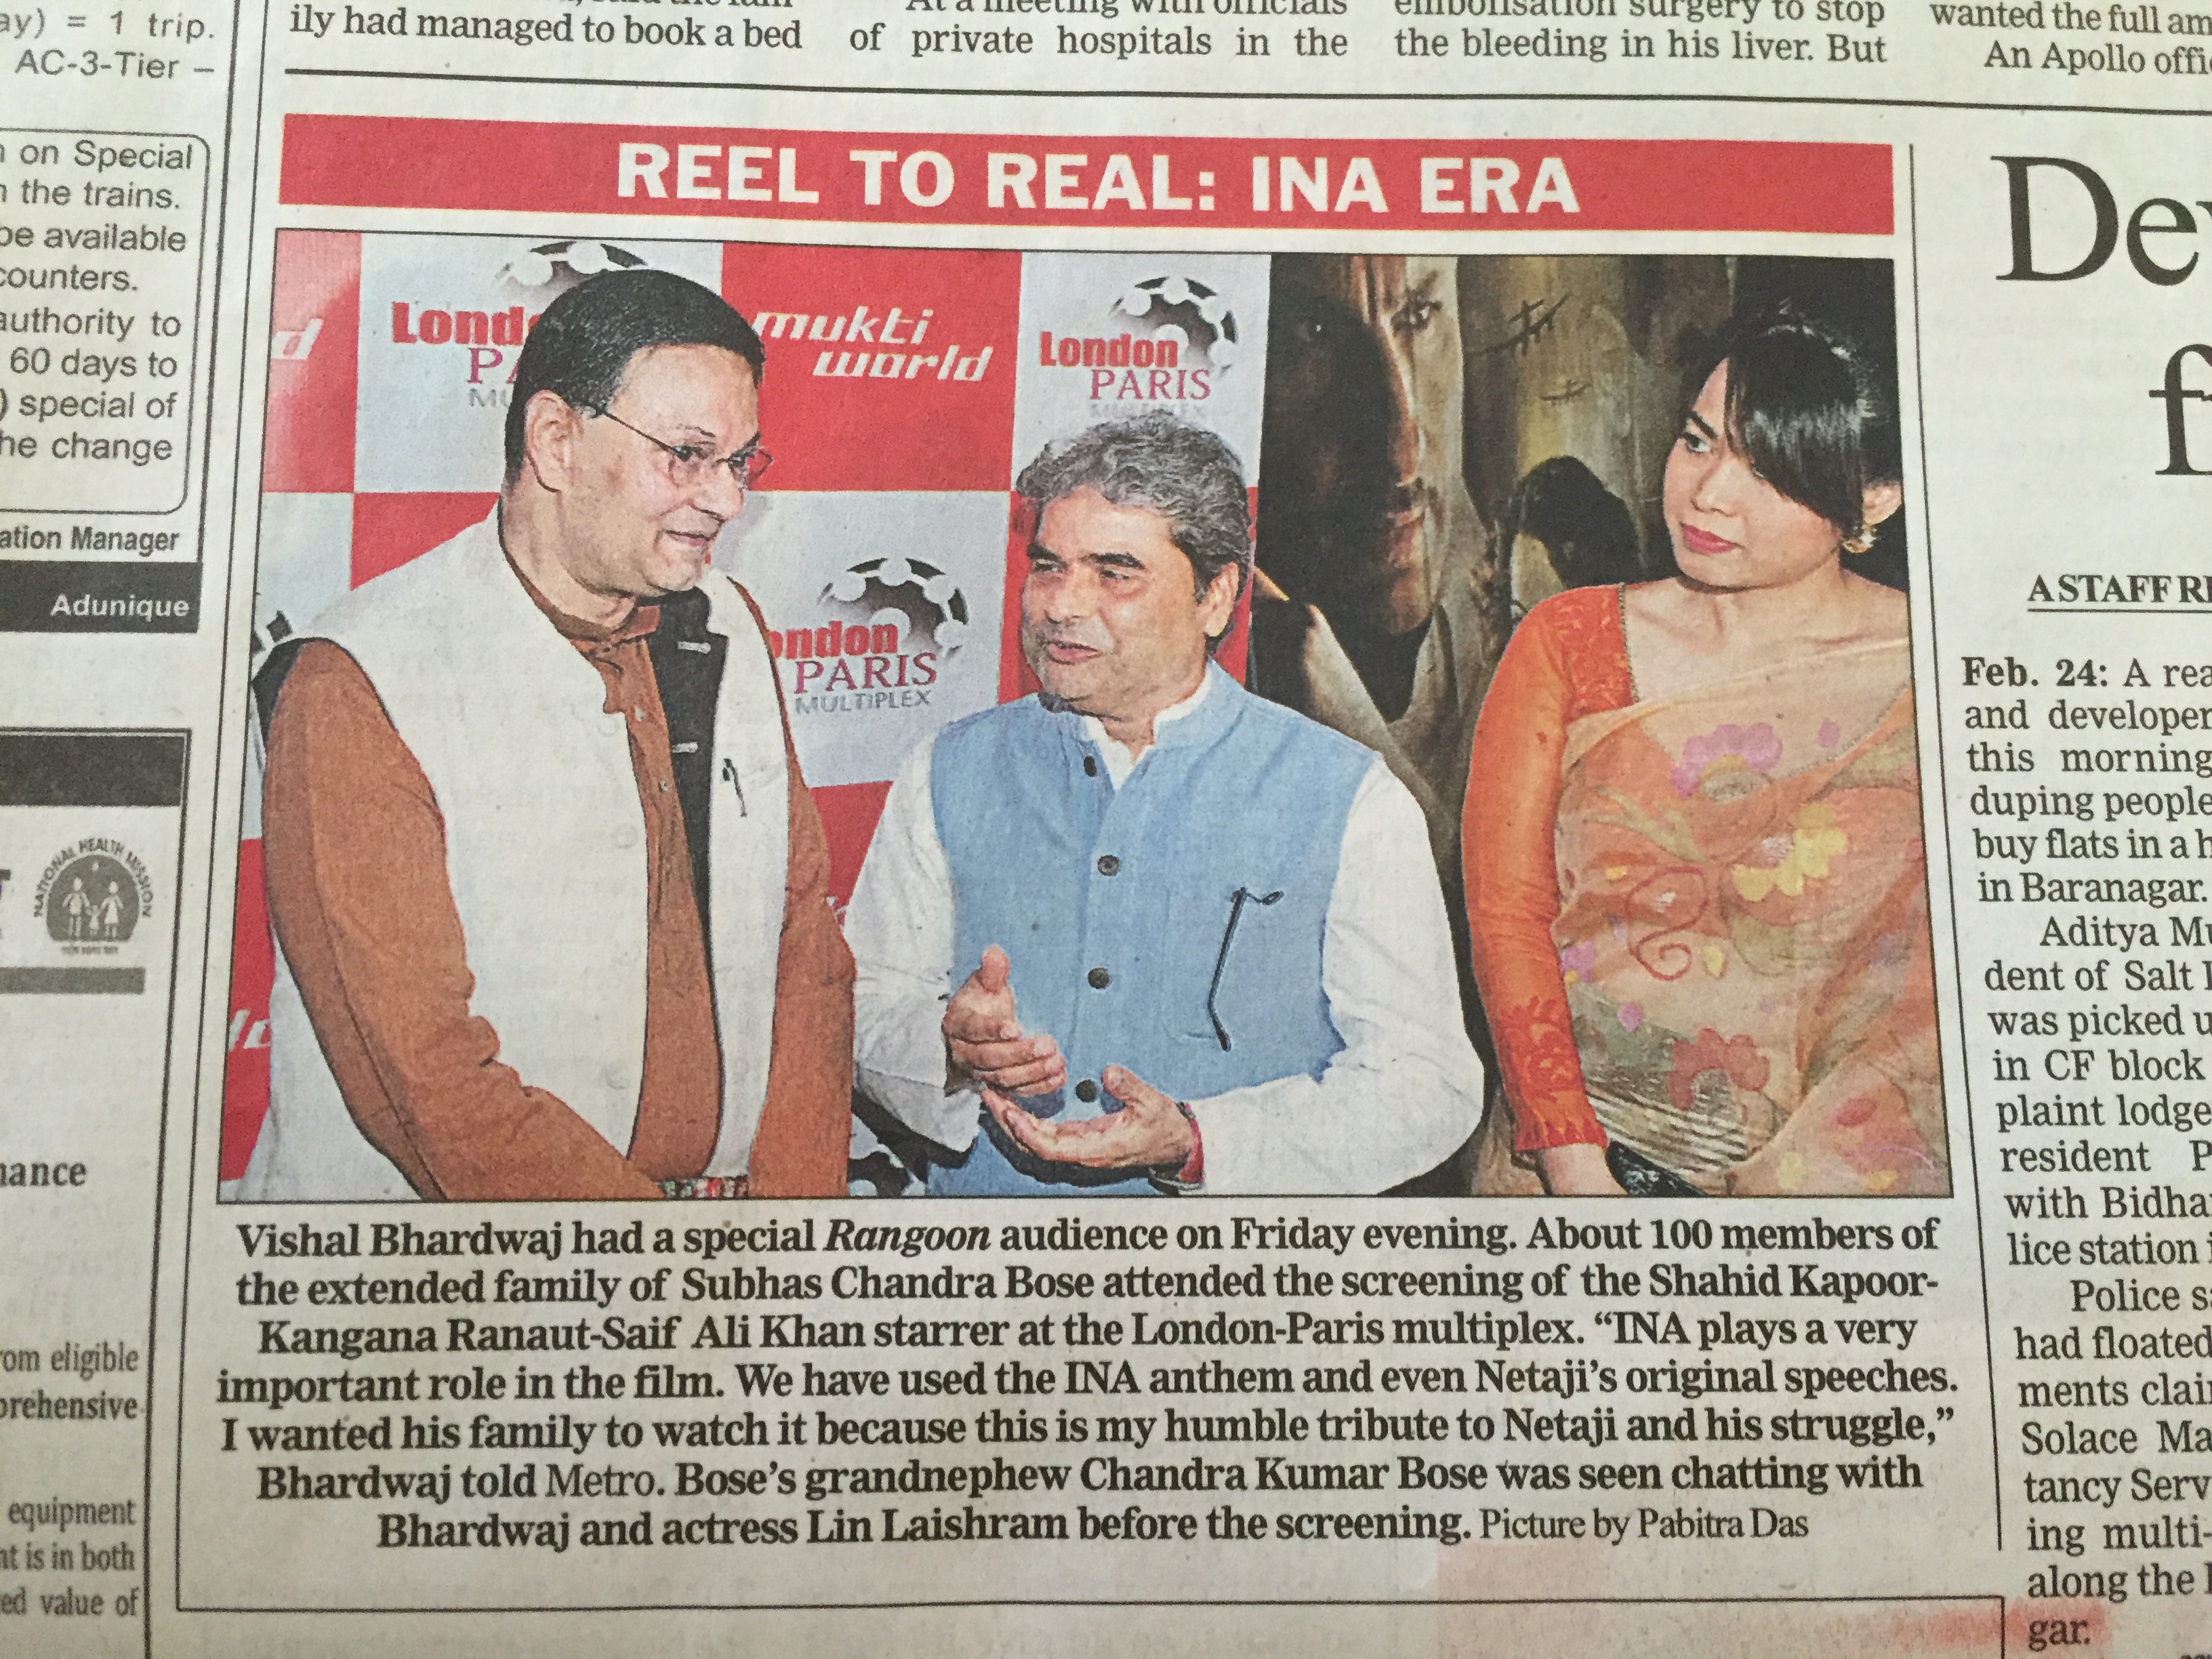 REEL TO REAL: INA ERA
mukti
world
London
PARIS
London
PARIS
MULTIPLEX
Vishal Bhardwaj had a special Rangoon audience on Friday evening. About 100 members of
the extended family of Subhas Chandra Bose attended the screening of the Shahid Kapoor-
Kangana Ranaut-Saif Ali Khan starrer at the London-Paris multiplex. “INA plays a very
important role in the film. We have used the INA anthem and even Netaji’s original speeches.
I wanted his family to watch it because this is my humble tribute to Netaji and his struggle,”
Bhardwaj told Metro. Bose’s grandnephew Chandra Kumar Bose was seen chatting with
Bhardwaj and actress Lin Laishram before the screening. Picture by Pabitra Das
= 1 trip.
AC-3-Tier –
on Special
the trains.
be available
counters.
authority to
60 days to
special of
he change
Manager
Adunique
NATIONAL HEALTH MISSION
om eligible
equipment
nt is in both
ed value of
ily had managed to book a bed
At a meeting with officials
of private hospitals in the
embolisation surgery to stop
the bleeding in his liver. But
wanted the full am
An Apollo offi
De
f
A STAFF RE
Feb. 24: A rea
and develope
this morning
duping people
buy flats in a h
in Baranagar.
Aditya Mu
dent of Salt L
was picked u
in CF block
plaint lodge
resident P
with Bidha
lice station i
Police s
had floated
ments clai
Solace Ma
tancy Serv
ing multi-
along the
gar.